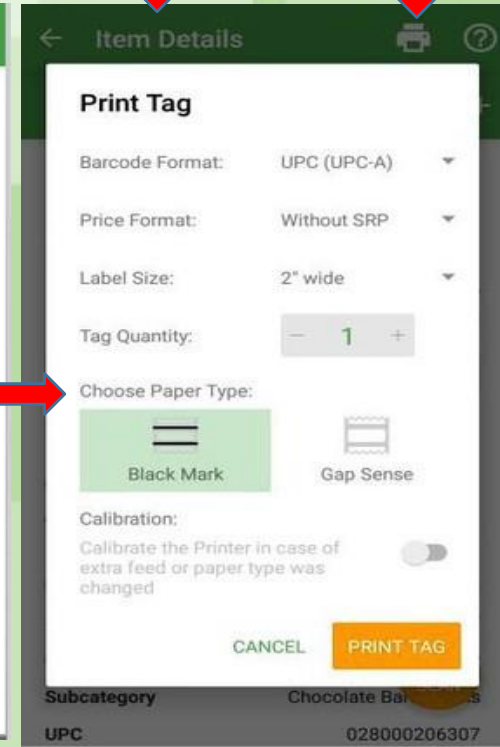 Item Details
Print Tag
Barcode Format: UPC (UPC-A)
Price Format: Without SRP
Label Size: 2" wide
Tag Quantity: − 1 +
Choose Paper Type:
Black Mark Gap Sense
Calibration:
Calibrate the Printer in case of
extra feed or paper type was
changed
CANCEL PRINT TAG
Subcategory Chocolate
UPC 028000206307